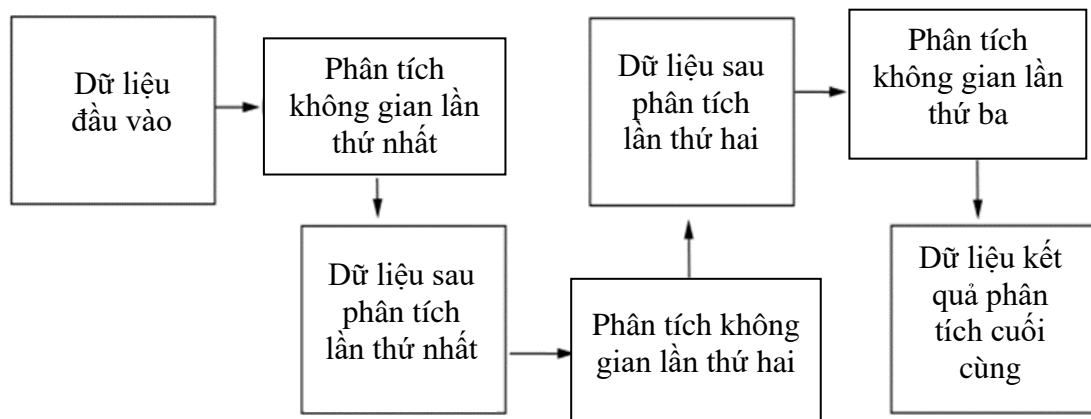 Dữ liệu
đầu vào
Phân tích
không gian lần
thứ nhất
Dữ liệu sau
phân tích
lần thứ nhất
Phân tích không
gian lần thứ hai
Dữ liệu sau
phân tích
lần thứ hai
Phân tích
không gian lần
thứ ba
Dữ liệu kết
quả phân
tích cuối
cùng